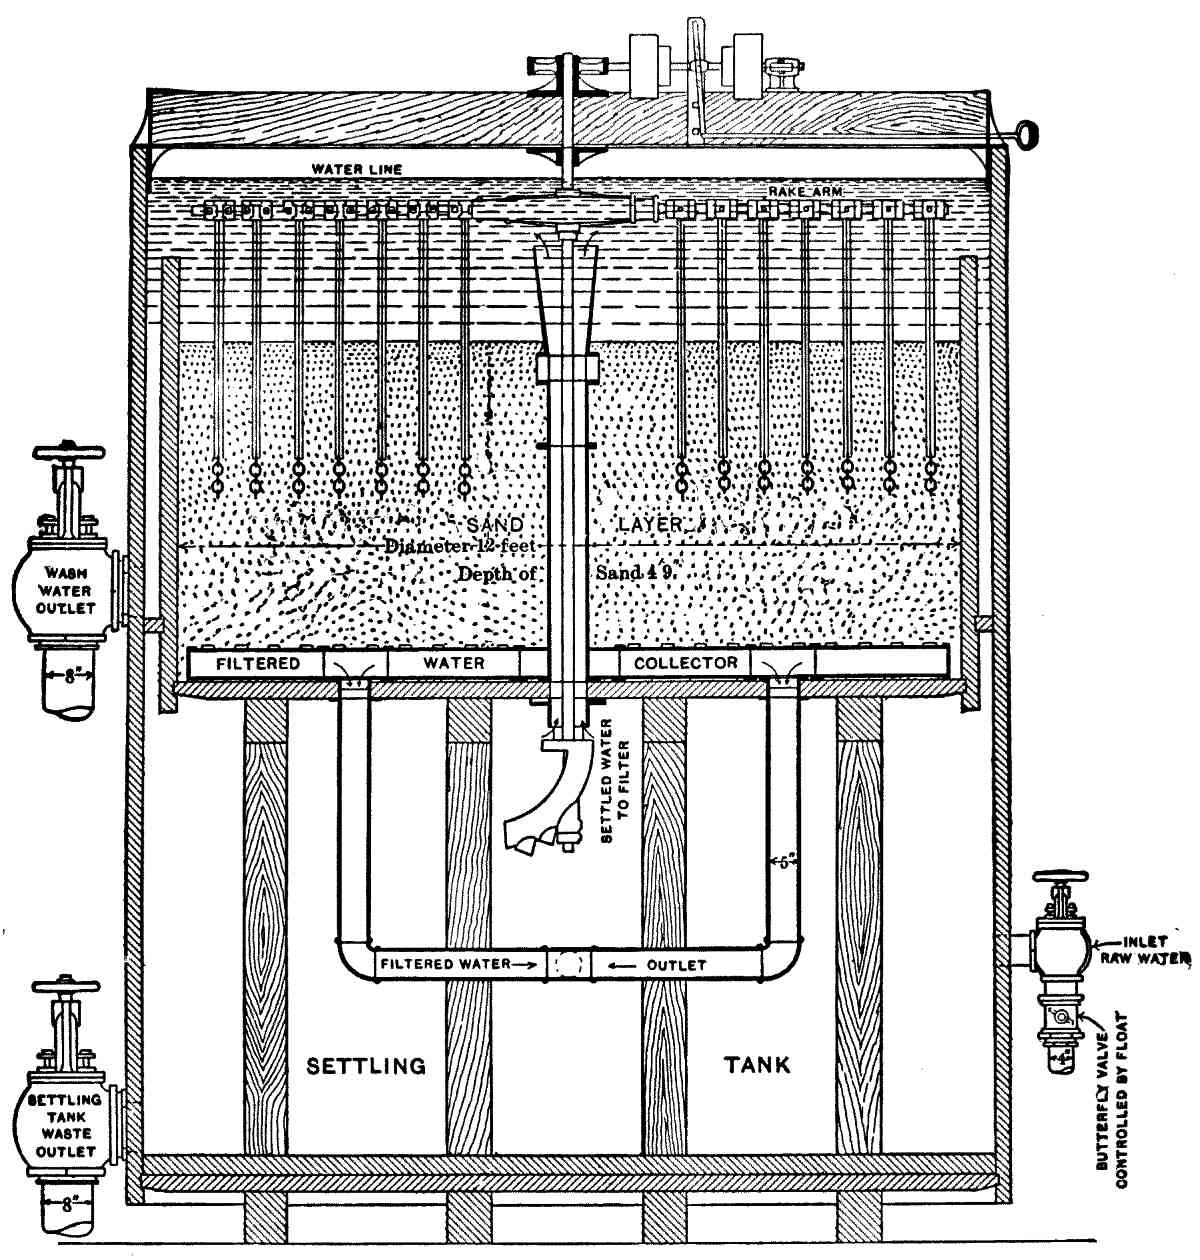 WATER LINE
RAKE ARM
SAND LAYER
Diameter 12 feet
Depth of Sand 4' 9"
WASH
WATER
OUTLET
8"
FILTERED WATER COLLECTOR
SETTLED WATER
TO FILTER
5"
FILTERED WATER OUTLET
INLET
RAW WATER
4"
BUTTERFLY VALVE
CONTROLLED BY FLOAT
SETTLING TANK
SETTLING
TANK
WASTE
OUTLET
8"